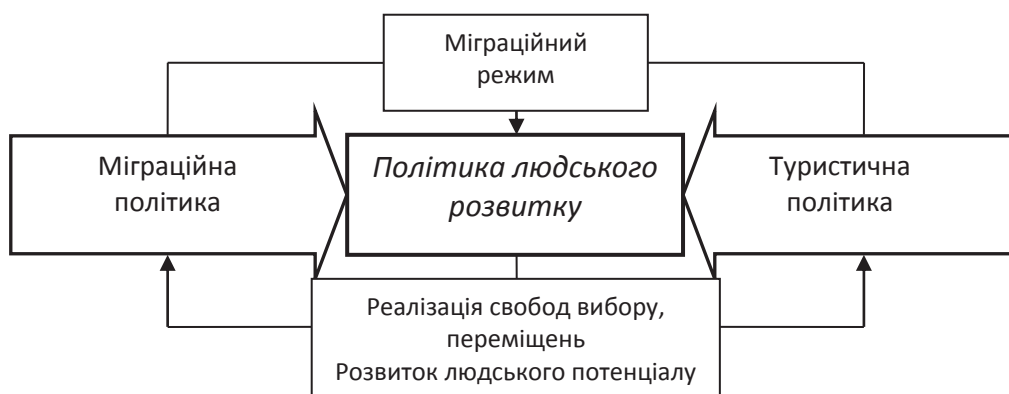 Міграційний
режим
Міграційна
політика
Політика людського
розвитку
Туристична
політика
Реалізація свобод вибору,
переміщень
Розвиток людського потенціалу